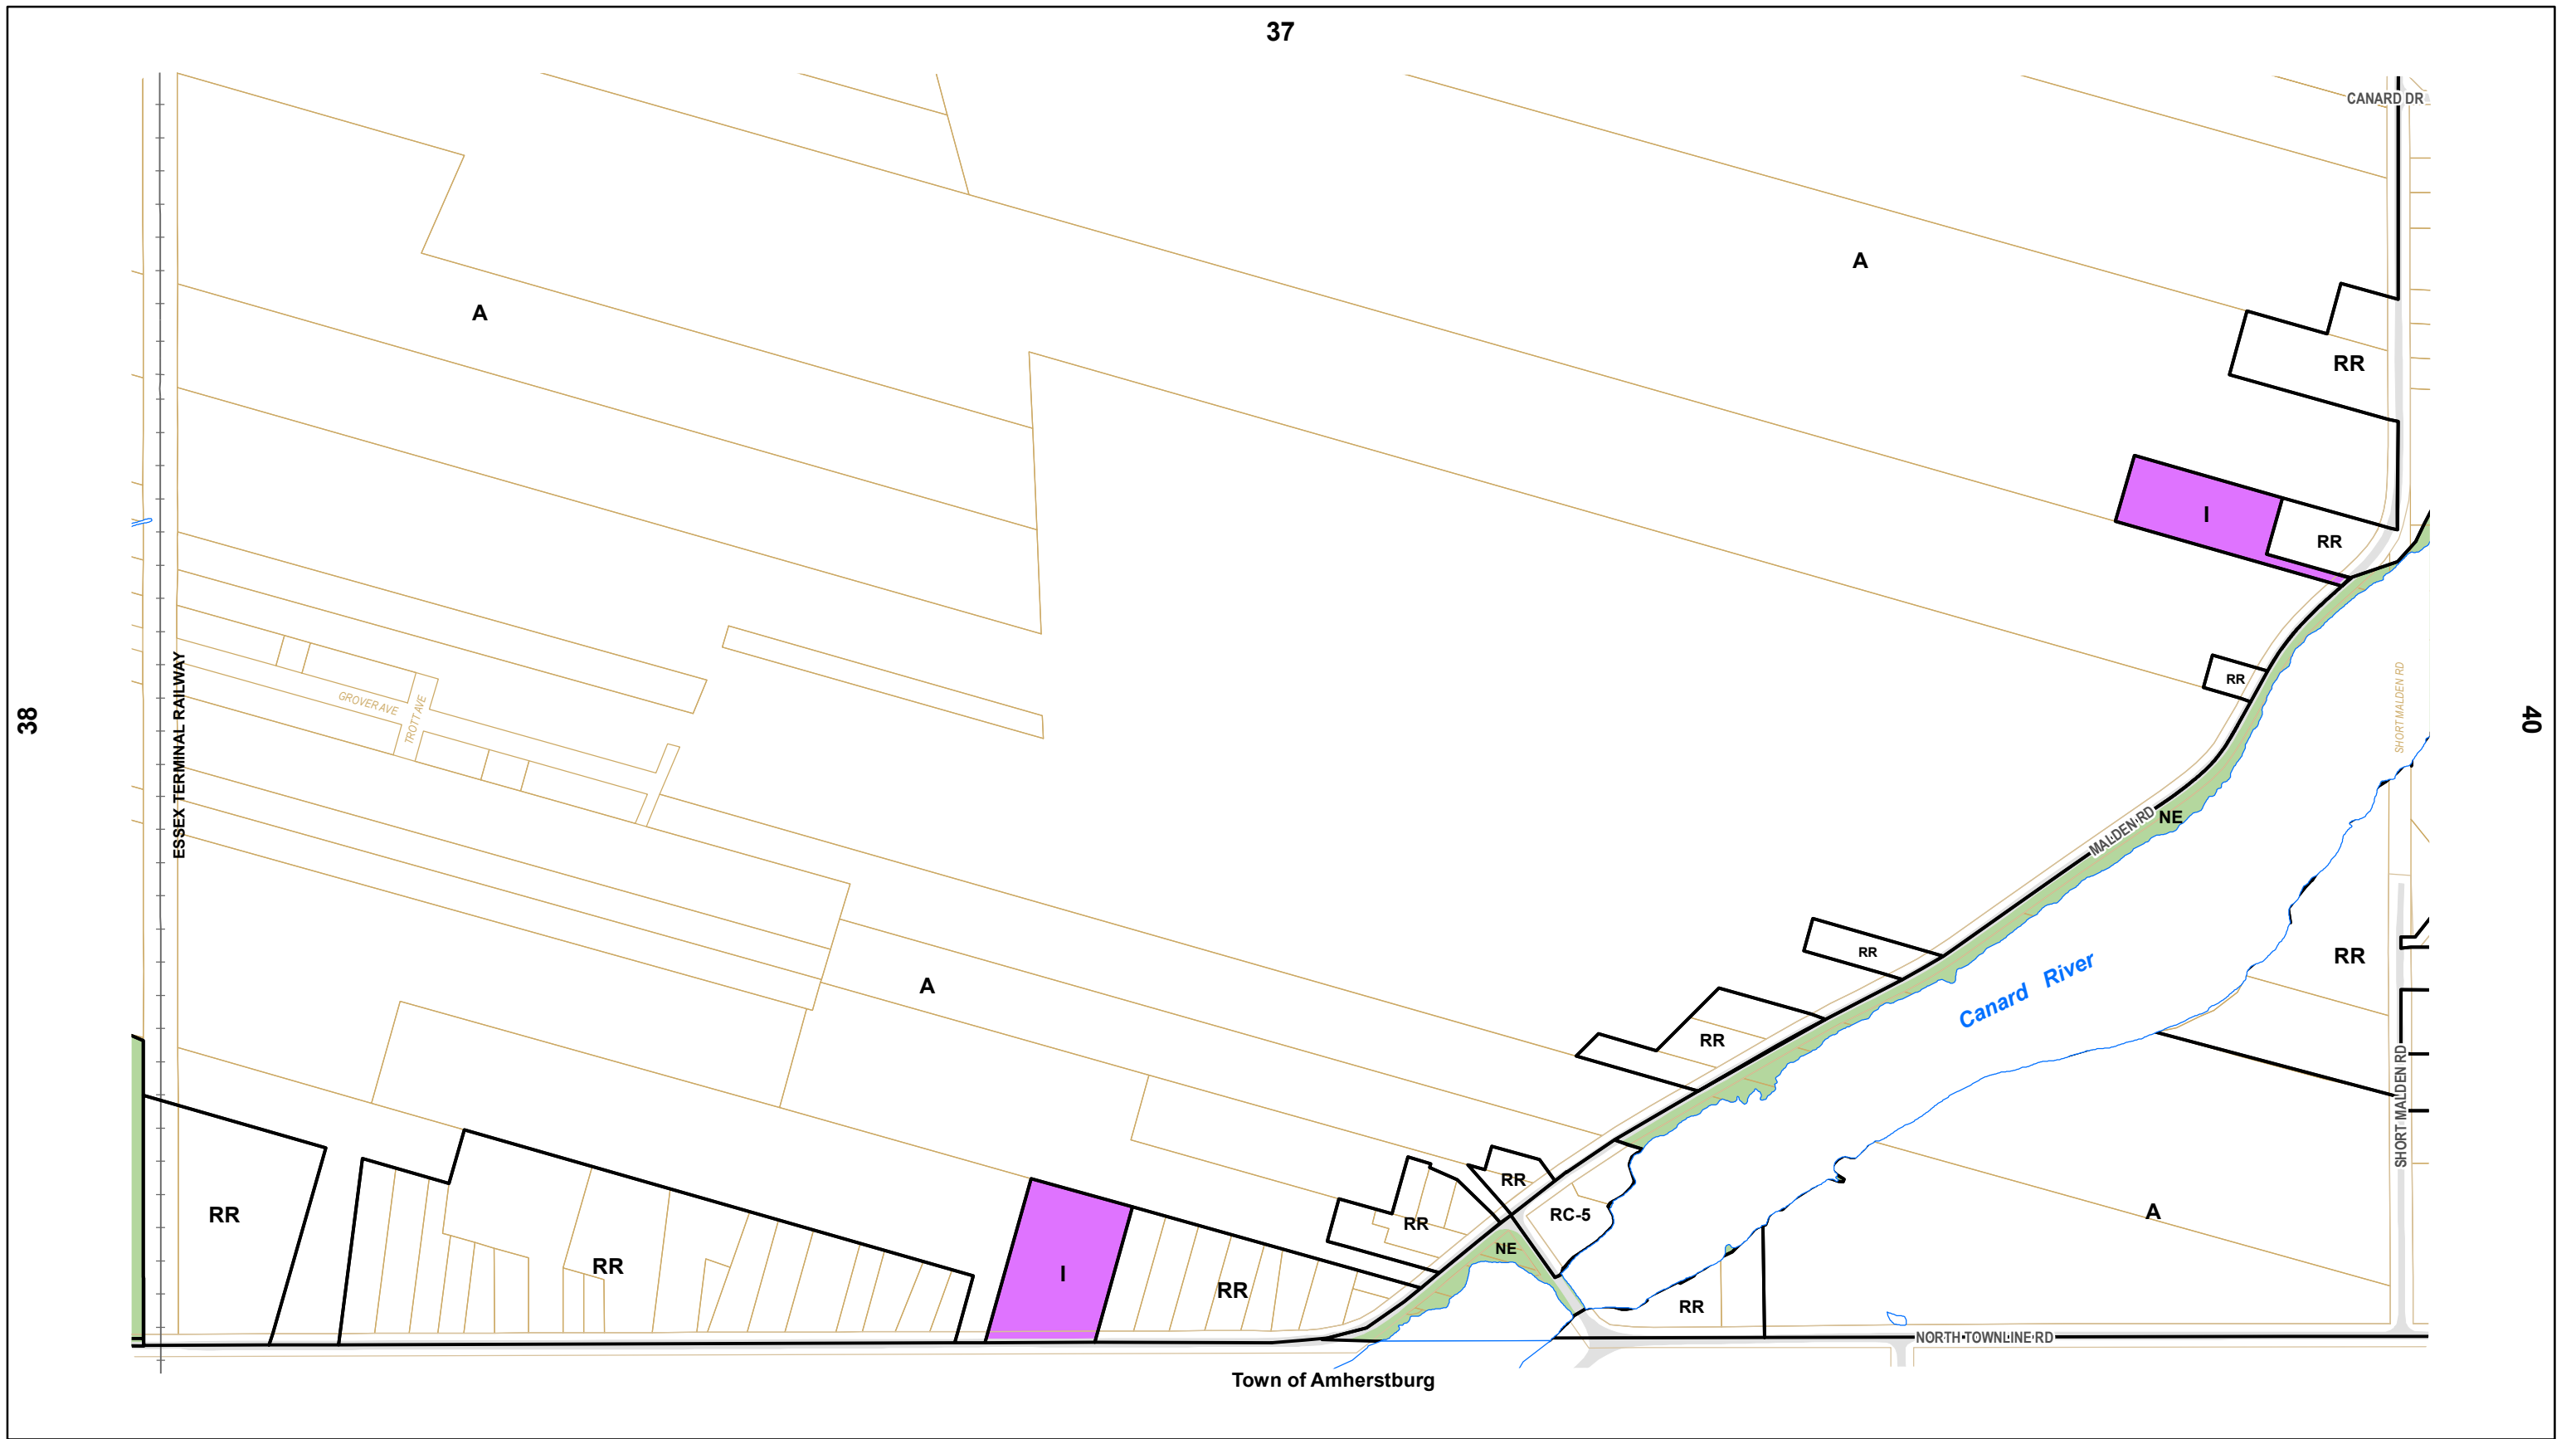 37
CANARD DR
A
A
RR
I
RR
ESSEX TERMINAL RAILWAY
GROVER AVE
TROTT AVE
RR
SHORT MALDEN RD
38
40
MALDEN RD
NE
RR
RR
Canard River
A
RR
SHORT MALDEN RD
RR
RC-5
A
RR
RR
NE
RR
I
RR
RR
NORTH TOWNLINE RD
Town of Amherstburg